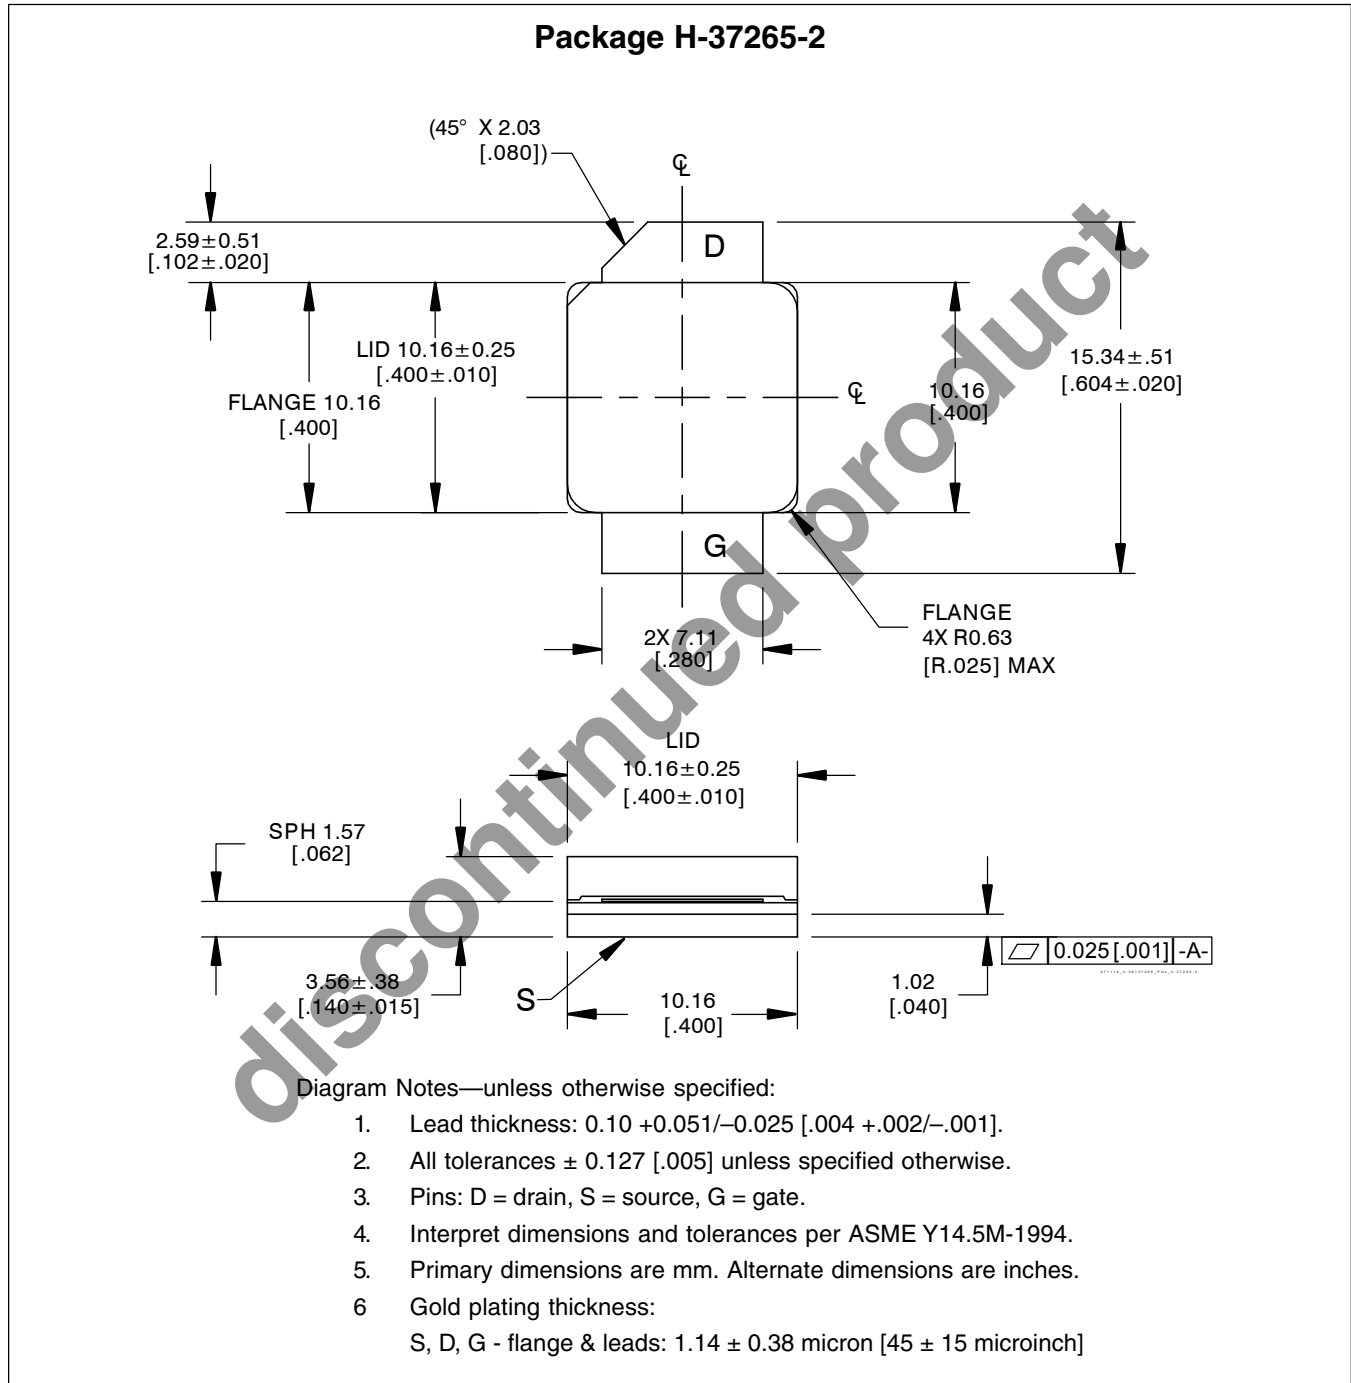 Package H-37265-2
(45° X 2.03
[.080])
℄
D
2.59±0.51
[.102±.020]
LID 10.16±0.25
[.400±.010]
FLANGE 10.16
[.400]
℄
10.16
[.400]
15.34±.51
[.604±.020]
G
2X 7.11
[.280]
FLANGE
4X R0.63
[R.025] MAX
LID
10.16±0.25
[.400±.010]
SPH 1.57
[.062]
3.56±.38
[.140±.015]
S
10.16
[.400]
1.02
[.040]
⏥ 0.025 [.001] -A-
discontinued product
Diagram Notes—unless otherwise specified:
1. Lead thickness: 0.10 +0.051/–0.025 [.004 +.002/–.001].
2. All tolerances ± 0.127 [.005] unless specified otherwise.
3. Pins: D = drain, S = source, G = gate.
4. Interpret dimensions and tolerances per ASME Y14.5M-1994.
5. Primary dimensions are mm. Alternate dimensions are inches.
6 Gold plating thickness:
S, D, G - flange & leads: 1.14 ± 0.38 micron [45 ± 15 microinch]